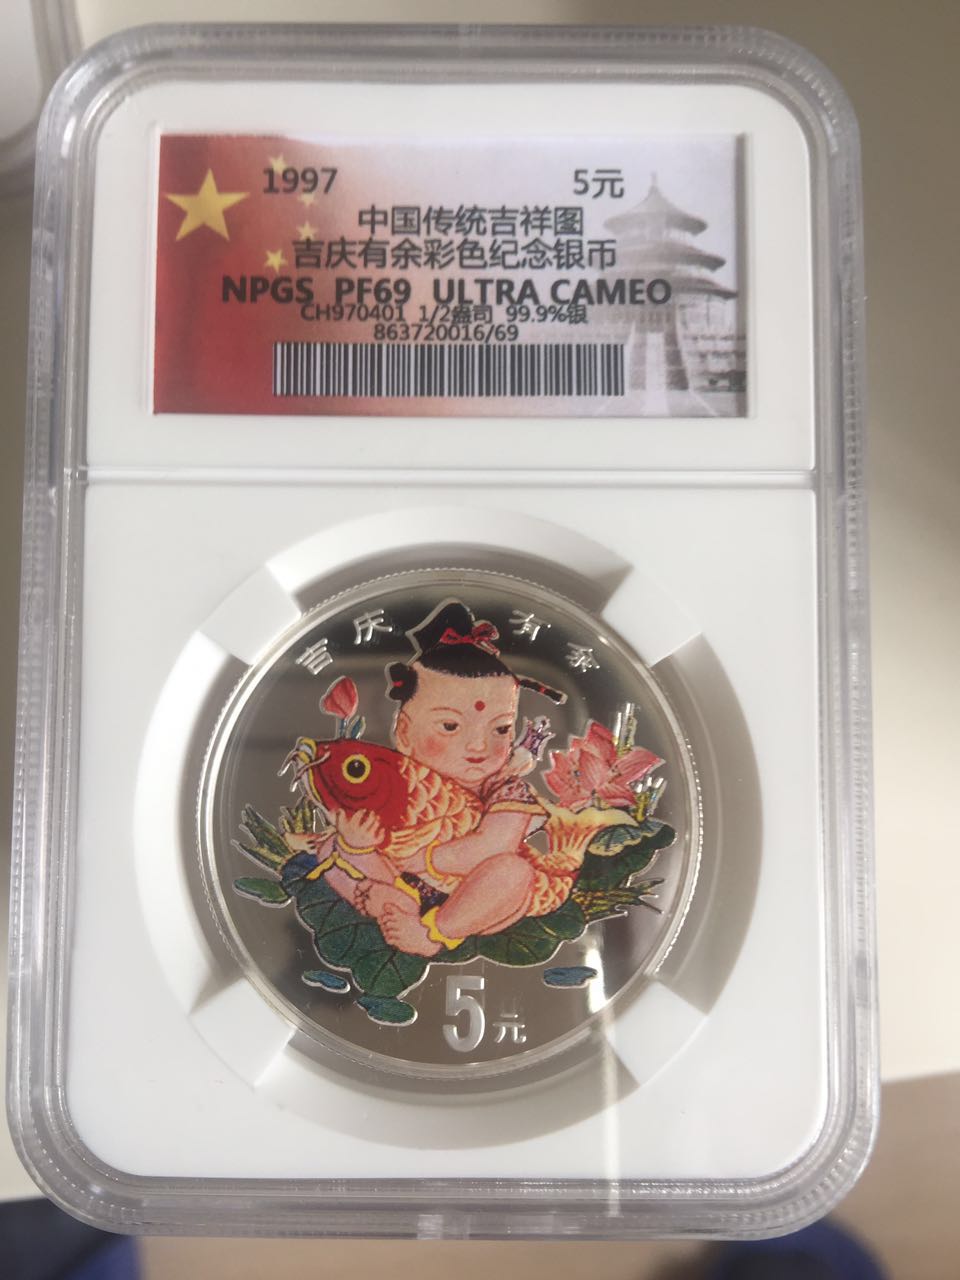 1997 5元
中国传统吉祥图
吉庆有余彩色纪念银币
NPGS PF69 ULTRA CAMEO
CH970401 1/2盎司 99.9%银
863720016/69
吉庆有余
5元